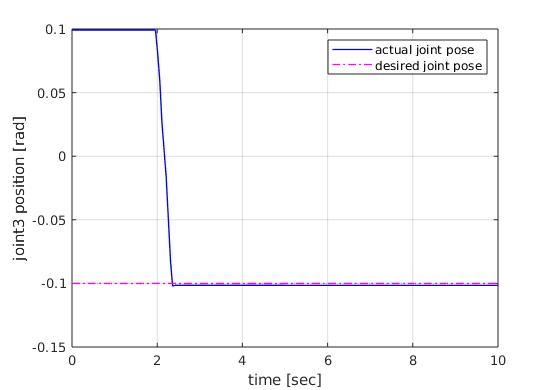 0.1
0.05
0
-0.05
-0.1
-0.15
joint3 position [rad]
actual joint pose
desired joint pose
0 2 4 6 8 10
time [sec]